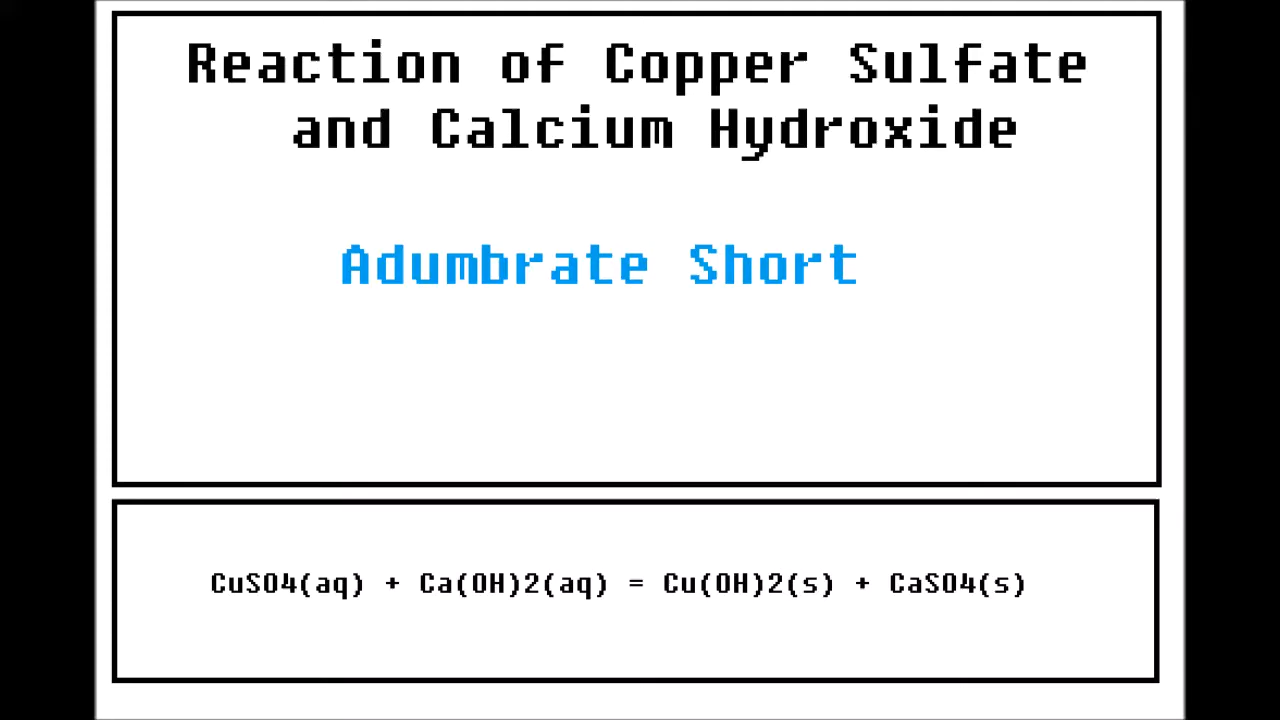 Reaction of Copper Sulfate
and Calcium Hydroxide
Adumbrate Short
CuSO4(aq) + Ca(OH)2(aq) = Cu(OH)2(s) + CaSO4(s)